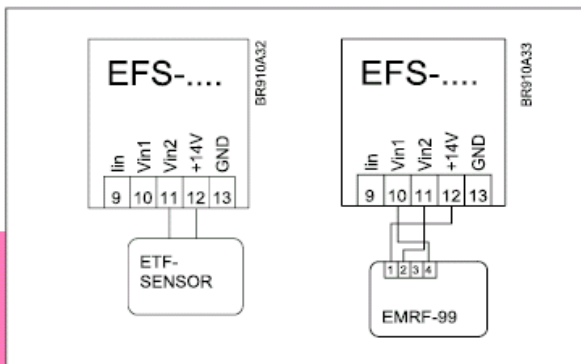 EFS-....
BR910A32
Iin
Vin1
Vin2
+14V
GND
9 10 11 12 13
ETF-
SENSOR
EFS-....
BR910A33
Iin
Vin1
Vin2
+14V
GND
9 10 11 12 13
1 2 3 4
EMRF-99